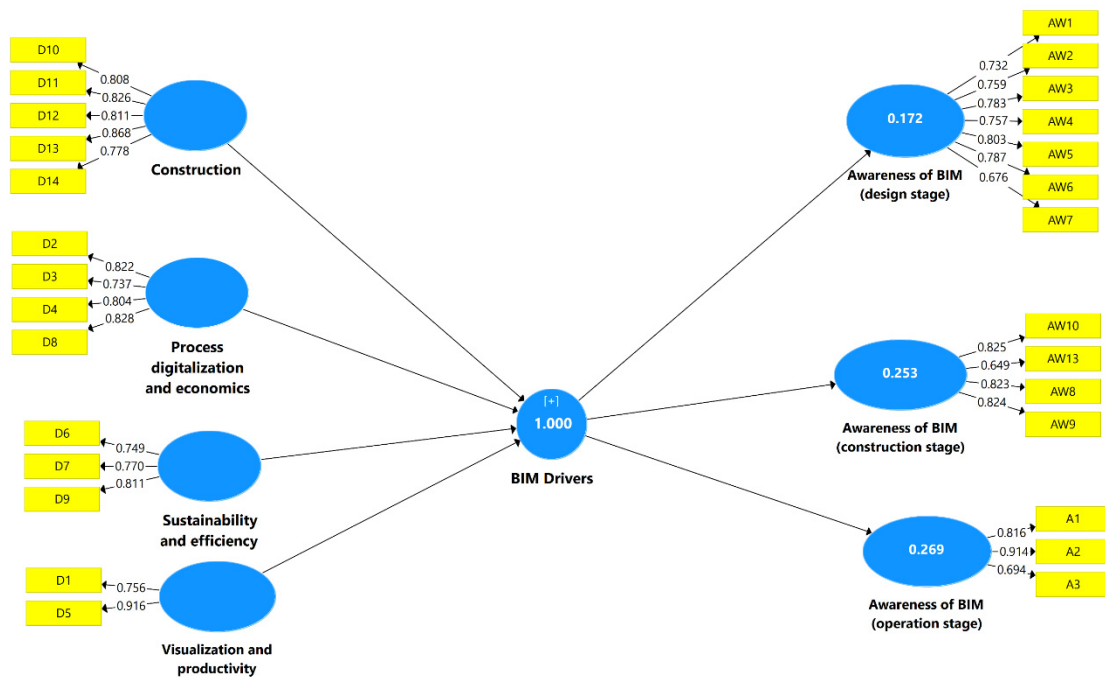 D10
D11
D12
D13
D14
0.808
0.826
0.811
0.868
0.778
Construction
D2
D3
D4
D8
0.822
0.737
0.804
0.828
Process
digitalization
and economics
D6
D7
D9
0.749
0.770
0.811
Sustainability
and efficiency
D1
D5
0.756
0.916
Visualization and
productivity
[+]
1.000
BIM Drivers
0.172
Awareness of BIM
(design stage)
0.732
0.759
0.783
0.757
0.803
0.787
0.676
AW1
AW2
AW3
AW4
AW5
AW6
AW7
0.253
Awareness of BIM
(construction stage)
0.825
0.649
0.823
0.824
AW10
AW13
AW8
AW9
0.269
Awareness of BIM
(operation stage)
0.816
0.914
0.694
A1
A2
A3